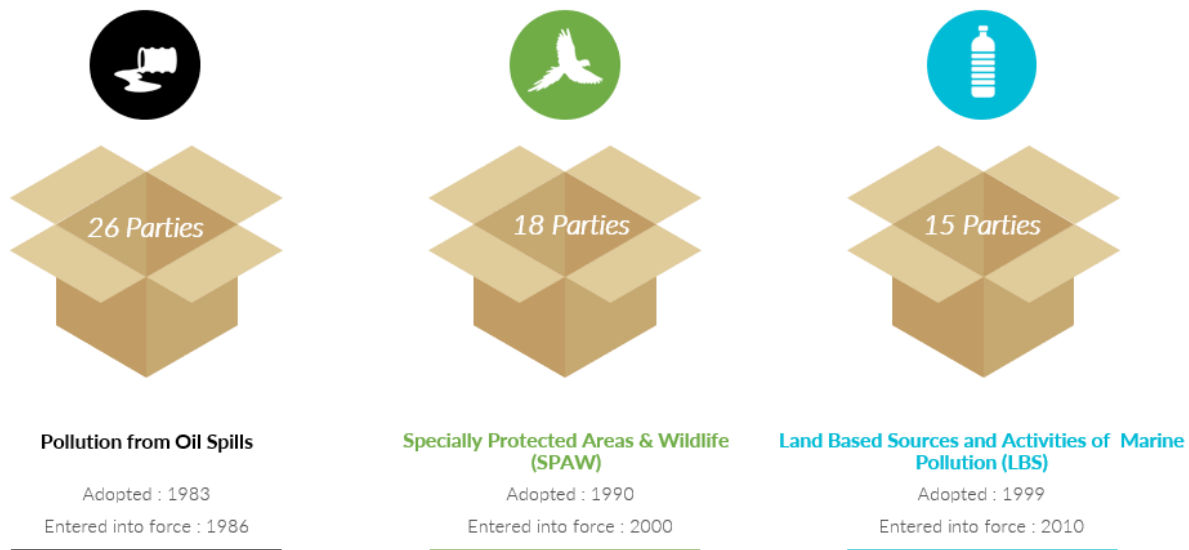 26 Parties
18 Parties
15 Parties
Pollution from Oil Spills
Adopted : 1983
Entered into force : 1986
Specially Protected Areas & Wildlife
(SPAW)
Adopted : 1990
Entered into force : 2000
Land Based Sources and Activities of Marine
Pollution (LBS)
Adopted : 1999
Entered into force : 2010